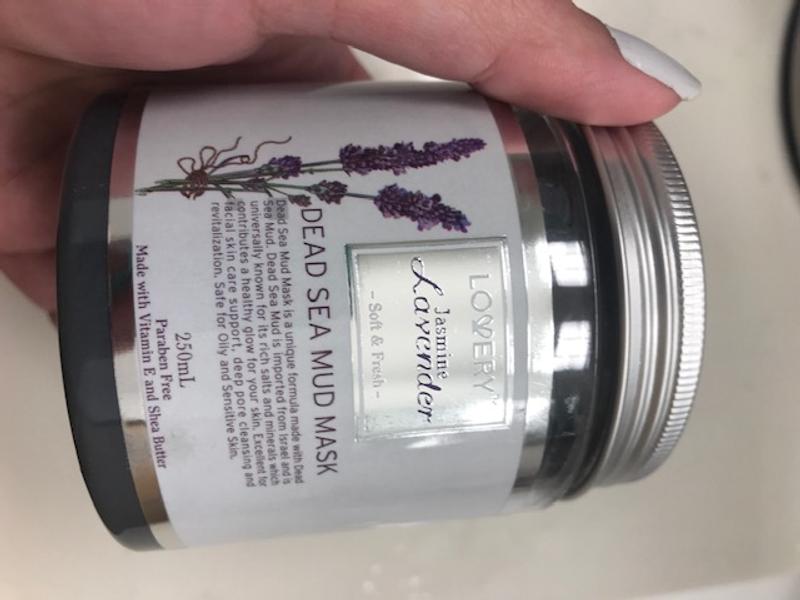 LOVERY™
Jasmine
Lavender
- Soft & Fresh -
DEAD SEA MUD MASK
Dead Sea Mud Mask is a unique formula made with Dead
Sea Mud. Dead Sea Mud is imported from Israel and is
universally known for its rich salts and minerals which
contributes a healthy glow for your skin. Excellent for
facial skin care support, deep pore cleansing and
revitalization. Safe for Oily and Sensitive Skin.
250mL
Paraben Free
Made with Vitamin E and Shea Butter